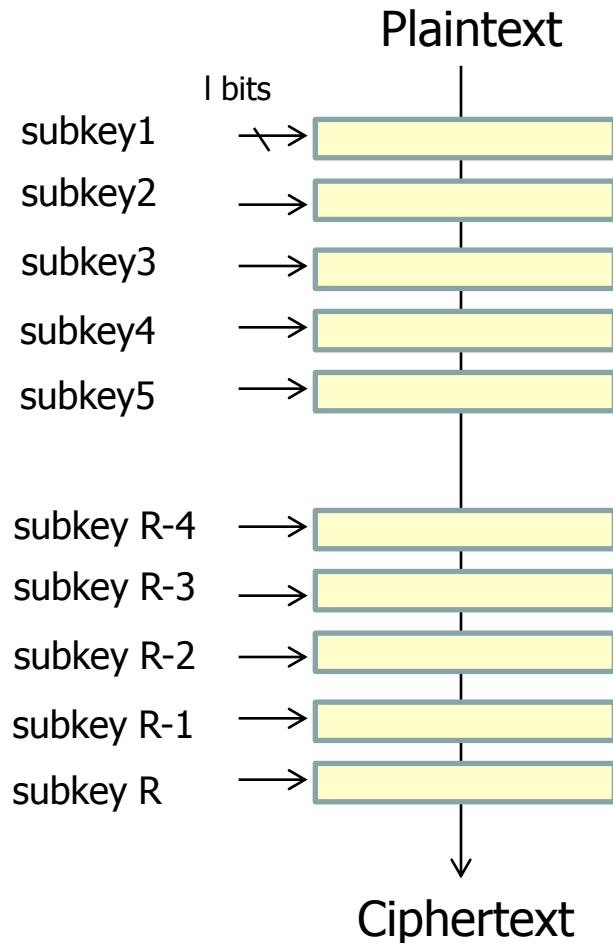 Plaintext
l bits
subkey1
subkey2
subkey3
subkey4
subkey5
subkey R-4
subkey R-3
subkey R-2
subkey R-1
subkey R
Ciphertext